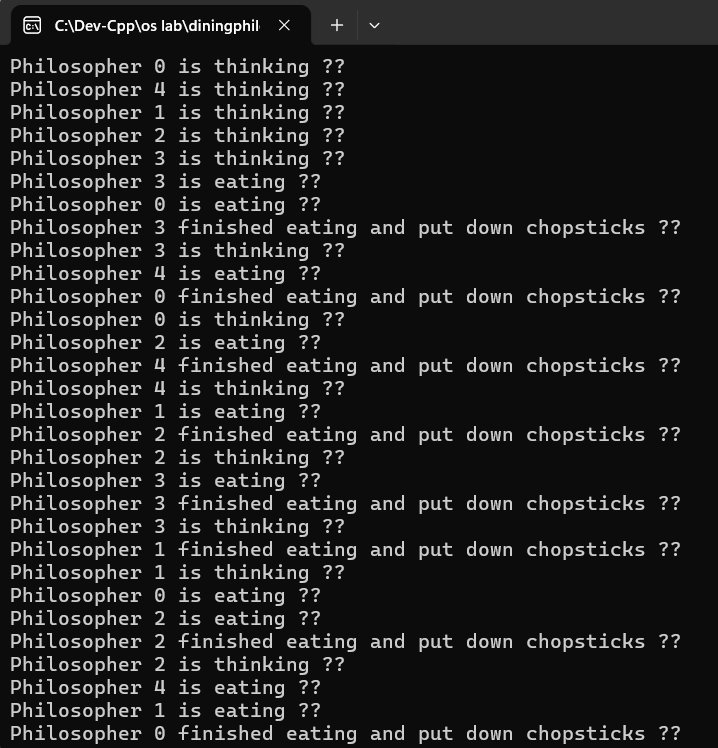 C:\Dev-Cpp\os lab\diningphil
Philosopher 0 is thinking ??
Philosopher 4 is thinking ??
Philosopher 1 is thinking ??
Philosopher 2 is thinking ??
Philosopher 3 is thinking ??
Philosopher 3 is eating ??
Philosopher 0 is eating ??
Philosopher 3 finished eating and put down chopsticks ??
Philosopher 3 is thinking ??
Philosopher 4 is eating ??
Philosopher 0 finished eating and put down chopsticks ??
Philosopher 0 is thinking ??
Philosopher 2 is eating ??
Philosopher 4 finished eating and put down chopsticks ??
Philosopher 4 is thinking ??
Philosopher 1 is eating ??
Philosopher 2 finished eating and put down chopsticks ??
Philosopher 2 is thinking ??
Philosopher 3 is eating ??
Philosopher 3 finished eating and put down chopsticks ??
Philosopher 3 is thinking ??
Philosopher 1 finished eating and put down chopsticks ??
Philosopher 1 is thinking ??
Philosopher 0 is eating ??
Philosopher 2 is eating ??
Philosopher 2 finished eating and put down chopsticks ??
Philosopher 2 is thinking ??
Philosopher 4 is eating ??
Philosopher 1 is eating ??
Philosopher 0 finished eating and put down chopsticks ??